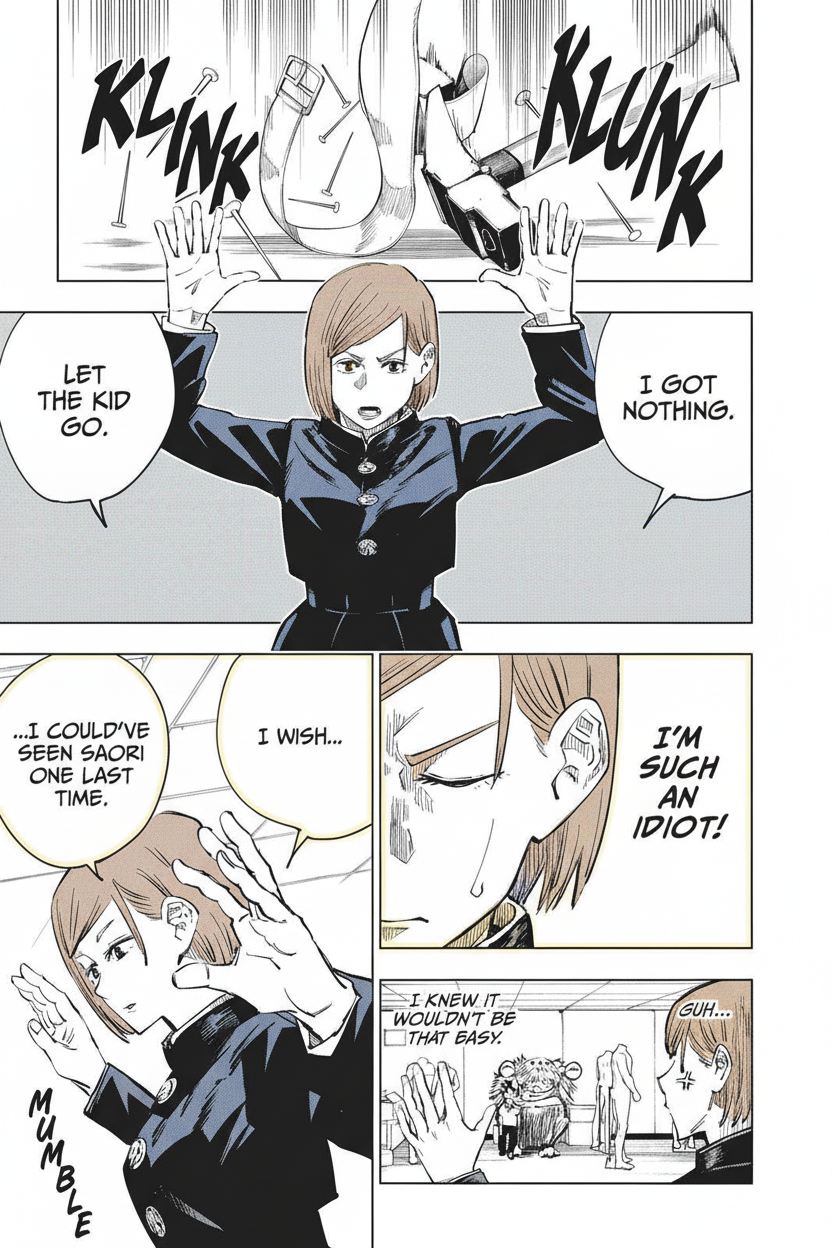 KLUNK
KLINK
I GOT
NOTHING.
LET
THE KID
GO.
I'M
SUCH
AN
IDIOT!
GUH...
I KNEW IT
WOULDN'T BE
THAT EASY.
I WISH...
...I COULD'VE
SEEN SAORI
ONE LAST
TIME.
MUMBLE